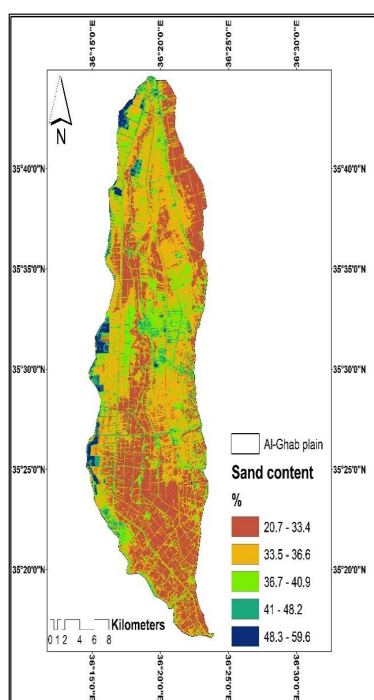 36°15'0"E 36°20'0"E 36°25'0"E 36°30'0"E
N
35°40'0"N 35°40'0"N
35°35'0"N 35°35'0"N
35°30'0"N 35°30'0"N
35°25'0"N 35°25'0"N
35°20'0"N 35°20'0"N
Al-Ghab plain
Sand content
%
20.7 - 33.4
33.5 - 36.6
36.7 - 40.9
41 - 48.2
48.3 - 59.6
Kilometers
0 1 2 4 6 8
36°15'0"E 36°20'0"E 36°25'0"E 36°30'0"E